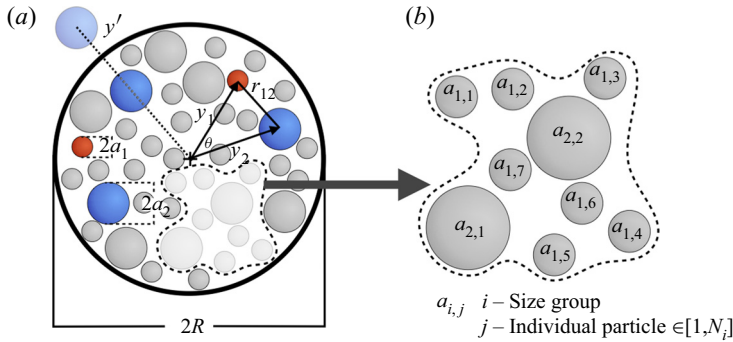 (a)
y′
r12
y1
θ
y2
2a1
2a2
2R
(b)
a1,1
a1,2
a1,3
a2,2
a1,7
a1,6
a2,1
a1,5
a1,4
ai,j i – Size group
j – Individual particle ∈[1,Ni]